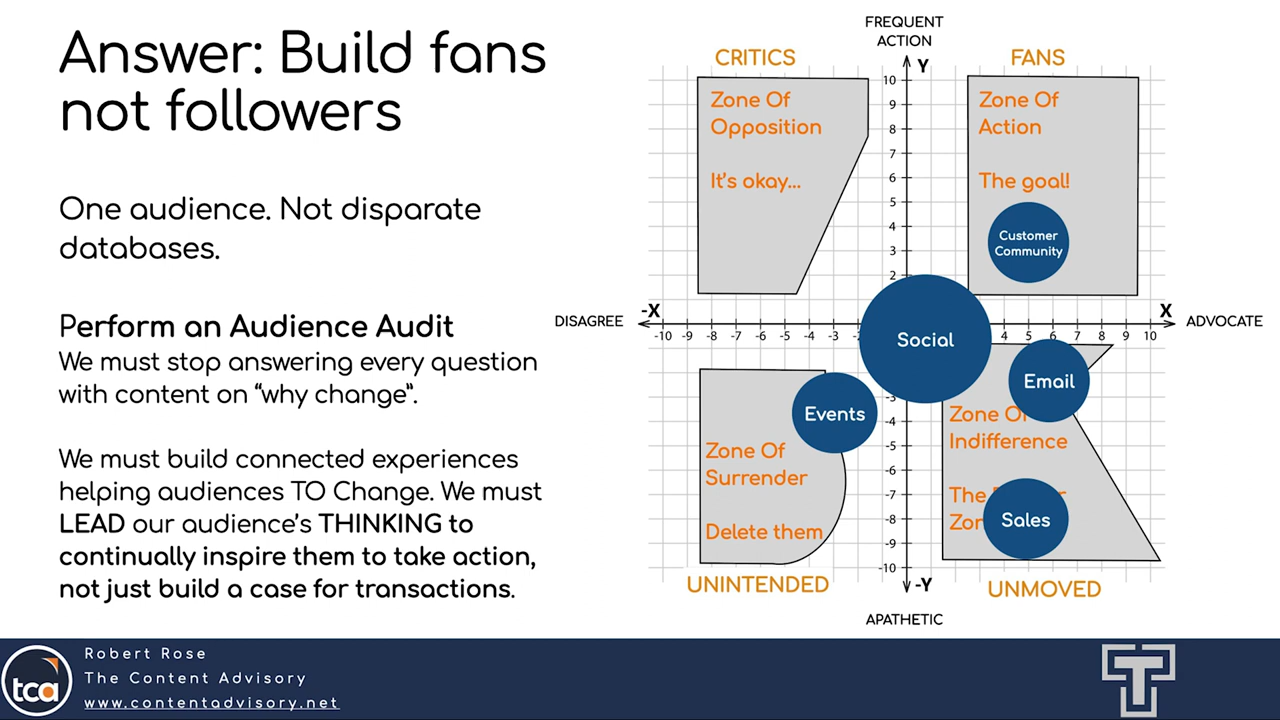 Answer: Build fans
not followers
One audience. Not disparate
databases.
Perform an Audience Audit
We must stop answering every question
with content on “why change”.
We must build connected experiences
helping audiences TO Change. We must
LEAD our audience’s THINKING to
continually inspire them to take action,
not just build a case for transactions.
FREQUENT
ACTION
Y
CRITICS
FANS
Zone Of
Opposition
It’s okay...
Zone Of
Action
The goal!
Customer
Community
10
9
8
7
6
5
4
3
2
-X
X
DISAGREE
ADVOCATE
-10 -9 -8 -7 -6 -5 -4 -3 -2
4 5 6 7 8 9 10
Social
Email
Events
-3
-4
-5
-6
-7
-8
-9
-10
Zone Of
Surrender
Delete them
Zone Of
Indifference
The
Sales
UNINTENDED
-Y
UNMOVED
APATHETIC
tca
Robert Rose
The Content Advisory
www.contentadvisory.net
T